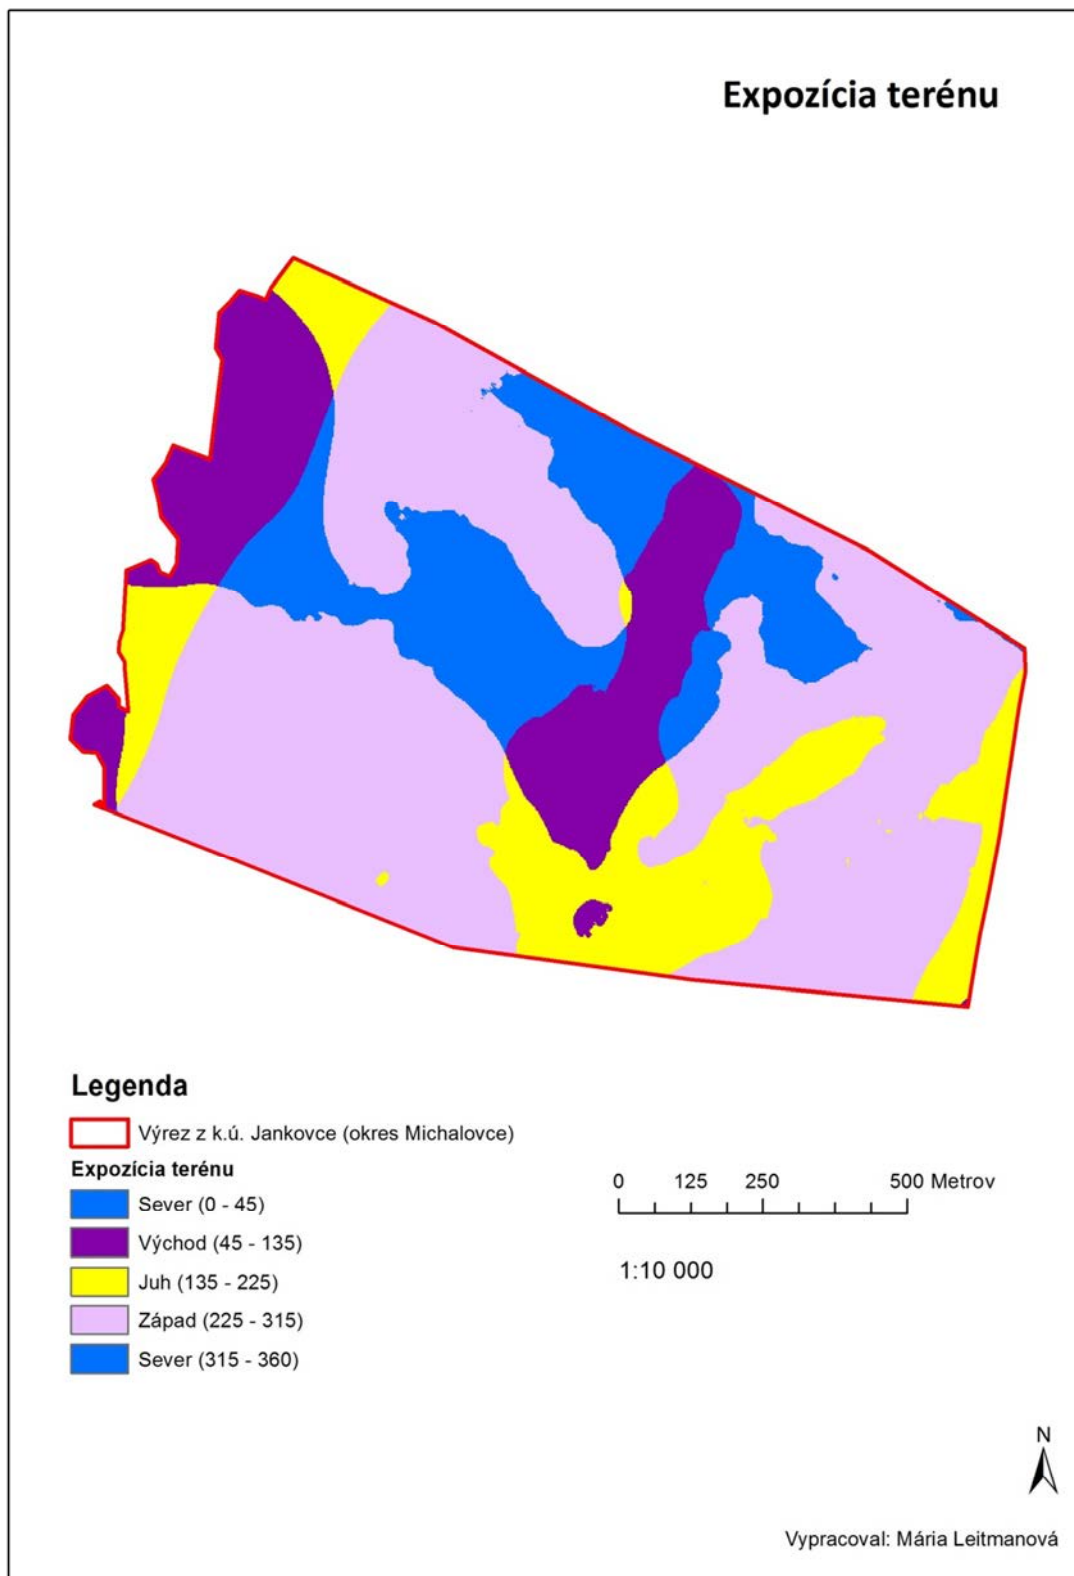 Expozícia terénu
Legenda
Výrez z k.ú. Jankovce (okres Michalovce)
Expozícia terénu
Sever (0 - 45)
Východ (45 - 135)
Juh (135 - 225)
Západ (225 - 315)
Sever (315 - 360)
0 125 250 500 Metrov
1:10 000
N
Vypracoval: Mária Leitmanová